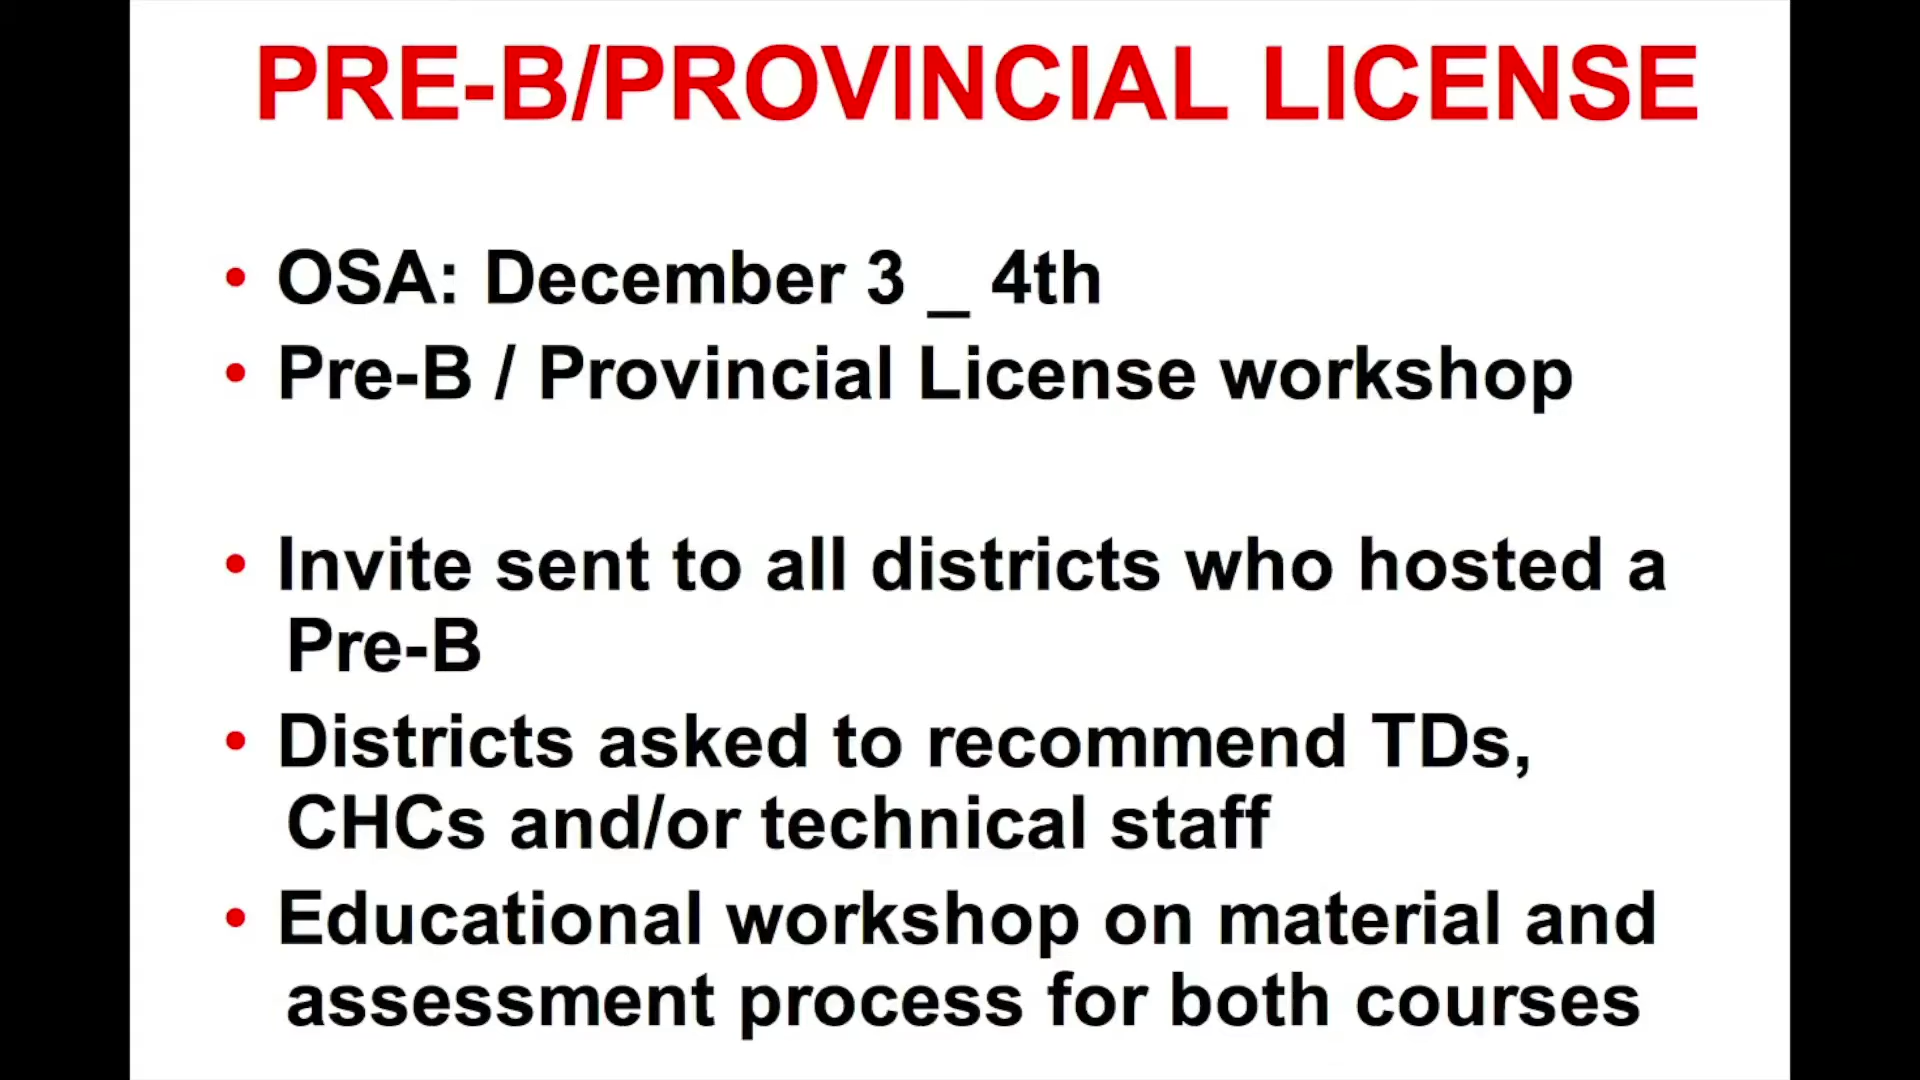 PRE-B/PROVINCIAL LICENSE
• OSA: December 3 _ 4th
• Pre-B / Provincial License workshop
• Invite sent to all districts who hosted a
Pre-B
• Districts asked to recommend TDs,
CHCs and/or technical staff
• Educational workshop on material and
assessment process for both courses